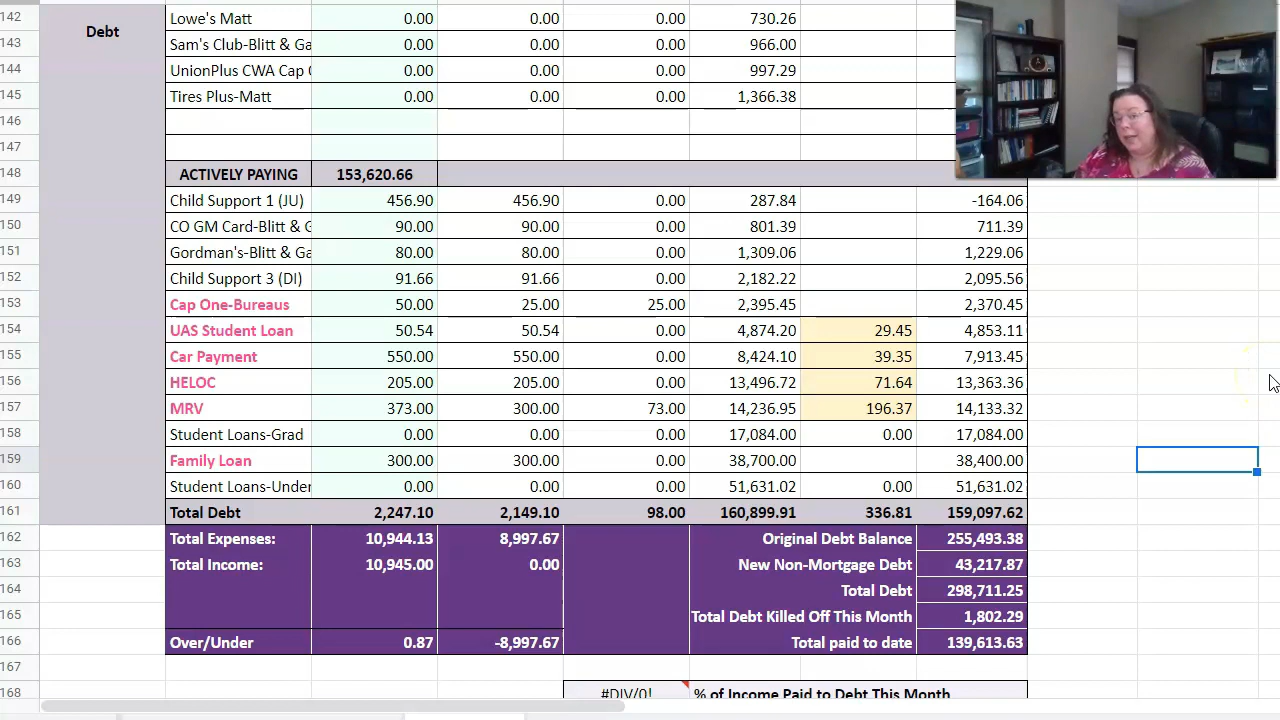 142 Lowe's Matt 0.00 0.00 0.00 730.26
Debt
143 Sam's Club-Blitt & Ga 0.00 0.00 0.00 966.00
144 UnionPlus CWA Cap 0.00 0.00 0.00 997.29
145 Tires Plus-Matt 0.00 0.00 0.00 1,366.38
146
147
148 ACTIVELY PAYING 153,620.66
149 Child Support 1 (JU) 456.90 456.90 0.00 287.84 -164.06
150 CO GM Card-Blitt & G 90.00 90.00 0.00 801.39 711.39
151 Gordman's-Blitt & Ga 80.00 80.00 0.00 1,309.06 1,229.06
152 Child Support 3 (DI) 91.66 91.66 0.00 2,182.22 2,095.56
153 Cap One-Bureaus 50.00 25.00 25.00 2,395.45 2,370.45
154 UAS Student Loan 50.54 50.54 0.00 4,874.20 29.45 4,853.11
155 Car Payment 550.00 550.00 0.00 8,424.10 39.35 7,913.45
156 HELOC 205.00 205.00 0.00 13,496.72 71.64 13,363.36
157 MRV 373.00 300.00 73.00 14,236.95 196.37 14,133.32
158 Student Loans-Grad 0.00 0.00 0.00 17,084.00 0.00 17,084.00
159 Family Loan 300.00 300.00 0.00 38,700.00 38,400.00
160 Student Loans-Under 0.00 0.00 0.00 51,631.02 0.00 51,631.02
161 Total Debt 2,247.10 2,149.10 98.00 160,899.91 336.81 159,097.62
162 Total Expenses: 10,944.13 8,997.67 Original Debt Balance 255,493.38
163 Total Income: 10,945.00 0.00 New Non-Mortgage Debt 43,217.87
164 Total Debt 298,711.25
165 Total Debt Killed Off This Month 1,802.29
166 Over/Under 0.87 -8,997.67 Total paid to date 139,613.63
167
168 #DIV/0! % of Income Paid to Debt This Month